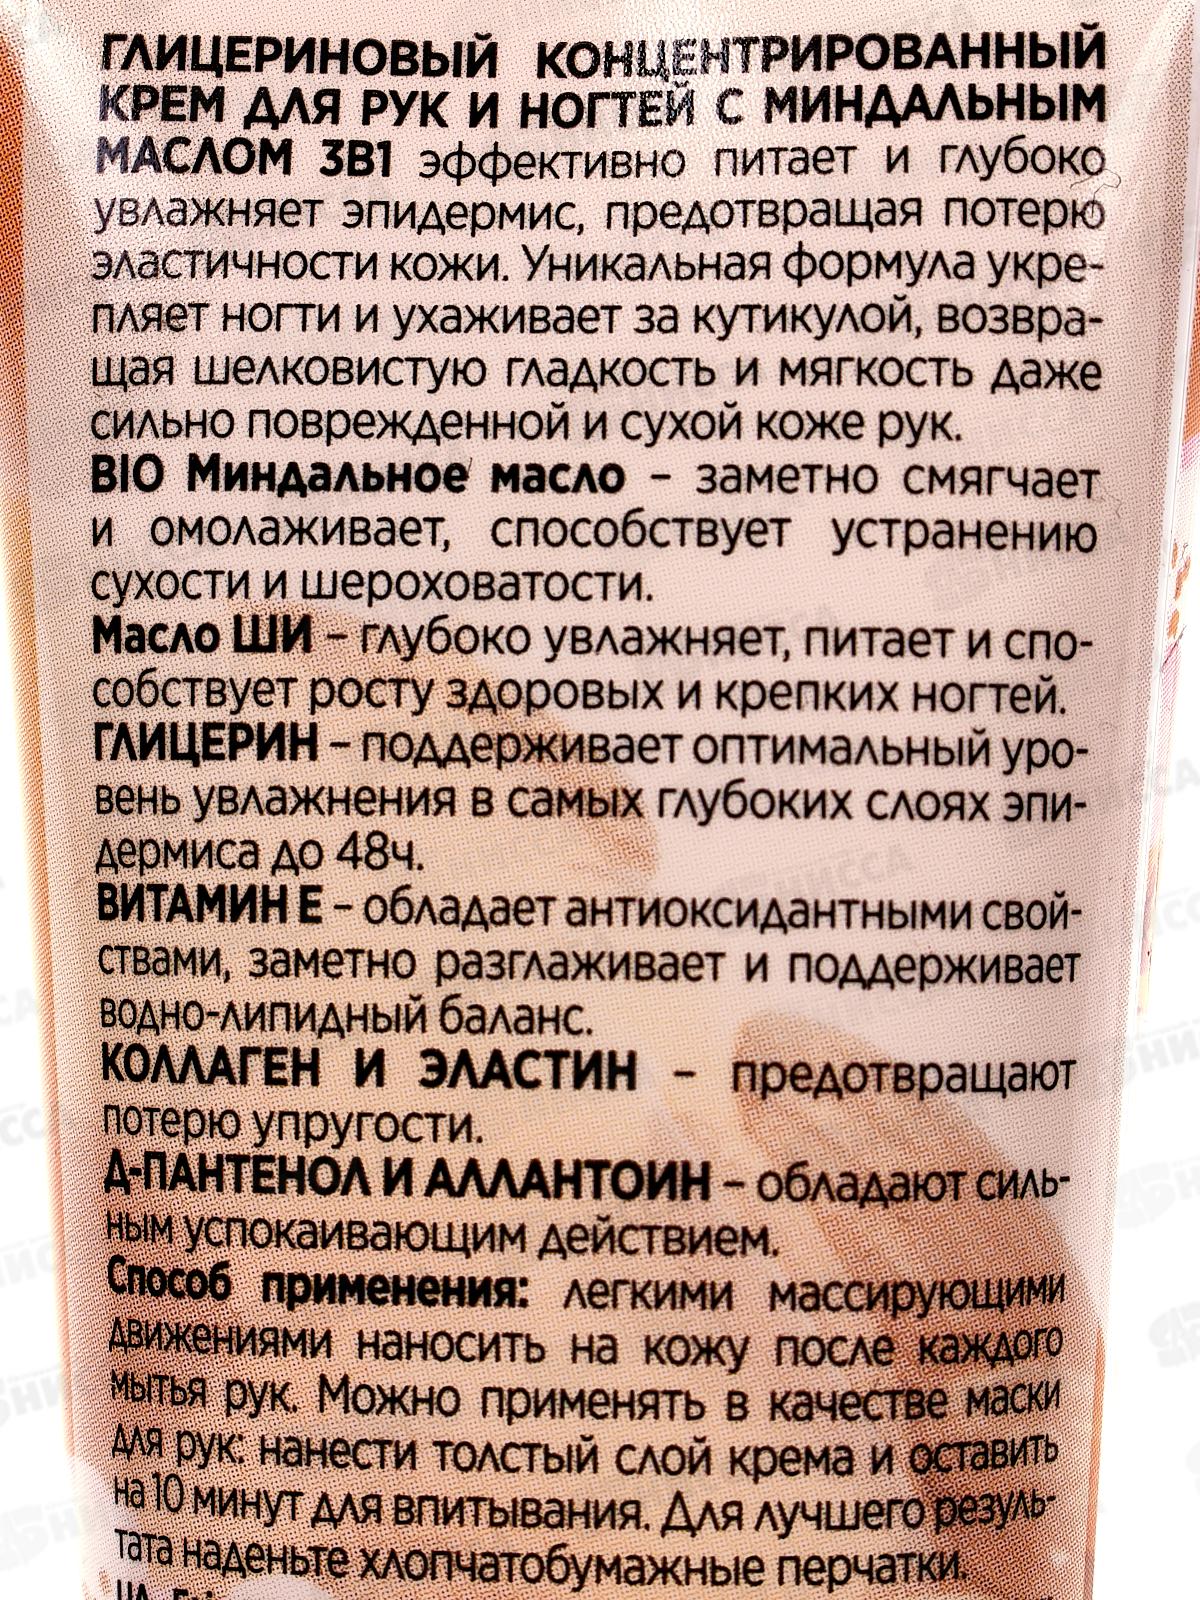 ГЛИЦЕРИНОВЫЙ КОНЦЕНТРИРОВАННЫЙ
КРЕМ ДЛЯ РУК И НОГТЕЙ С МИНДАЛЬНЫМ
МАСЛОМ 3В1 эффективно питает и глубоко
увлажняет эпидермис, предотвращая потерю
эластичности кожи. Уникальная формула укре-
пляет ногти и ухаживает за кутикулой, возвра-
щая шелковистую гладкость и мягкость даже
сильно поврежденной и сухой коже рук.
BIO Миндальное масло – заметно смягчает
и омолаживает, способствует устранению
сухости и шероховатости.
Масло ШИ – глубоко увлажняет, питает и спо-
собствует росту здоровых и крепких ногтей.
ГЛИЦЕРИН – поддерживает оптимальный уро-
вень увлажнения в самых глубоких слоях эпи-
дермиса до 48ч.
ВИТАМИН Е – обладает антиоксидантными свой-
ствами, заметно разглаживает и поддерживает
водно-липидный баланс.
КОЛЛАГЕН И ЭЛАСТИН – предотвращают
потерю упругости.
Д-ПАНТЕНОЛ И АЛЛАНТОИН – обладают силь-
ным успокаивающим действием.
Способ применения: легкими массирующими
движениями наносить на кожу после каждого
мытья рук. Можно применять в качестве маски
для рук: нанести толстый слой крема и оставить
на 10 минут для впитывания. Для лучшего резуль-
тата наденьте хлопчатобумажные перчатки.